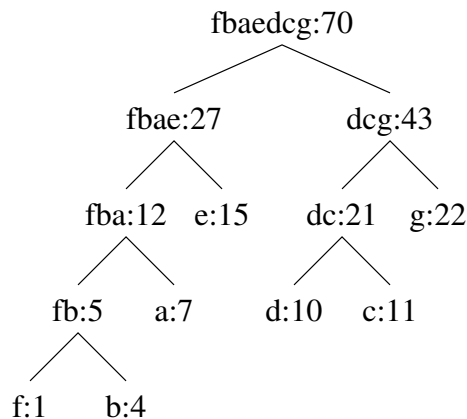 fbaedcg:70
fbae:27 dcg:43
fba:12 e:15 dc:21 g:22
fb:5 a:7 d:10 c:11
f:1 b:4